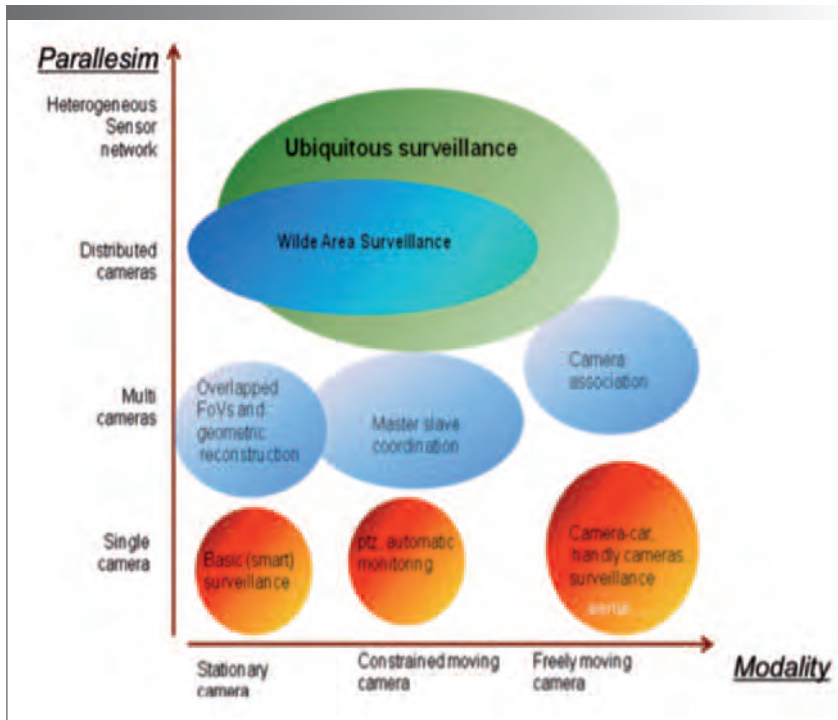 Parallesim
Heterogeneous
Sensor
network
Ubiquitous surveillance
Wilde Area Surveillance
Distributed
cameras
Camera
association
Overlapped
FoVs and
geometric
reconstruction
Multi
cameras
Master slave
coordination
Single
camera
Basic (smart)
surveillance
ptz, automatic
monitoring
Camera-car,
handly cameras
surveillance
Stationary
camera
Constrained moving
camera
Freely moving
camera
Modality